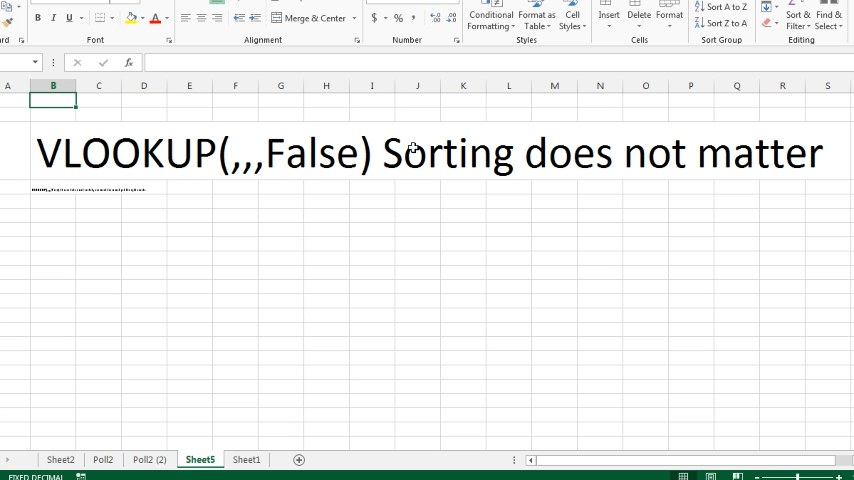 B I U
Merge & Center
$ % ,
Conditional Formatting
Format as Table
Cell Styles
Insert
Delete
Format
Sort A to Z
Sort Z to A
Sort & Filter
Find & Select
Font
Alignment
Number
Styles
Cells
Sort Group
Editing
fx
A B C D E F G H I J K L M N O P Q R S
VLOOKUP(,,,False) Sorting does not matter
Sheet2 Poll2 Poll2 (2) Sheet5 Sheet1
FIXED DECIMAL